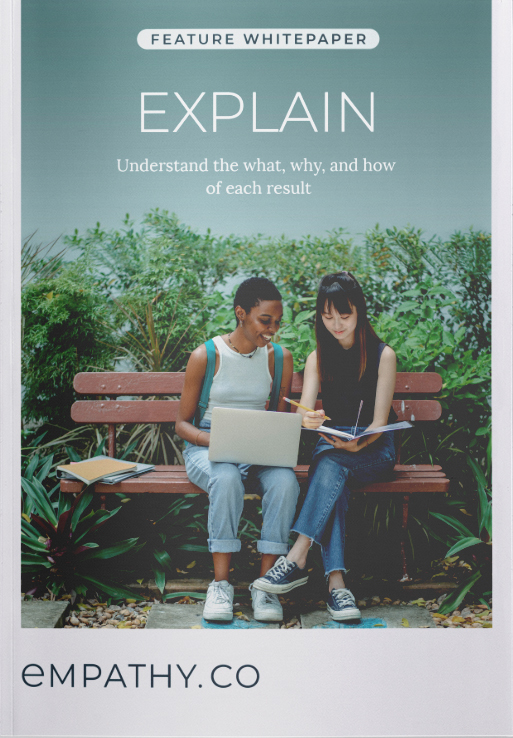 FEATURE WHITEPAPER
EXPLAIN
Understand the what, why, and how
of each result
eMPATHY.CO